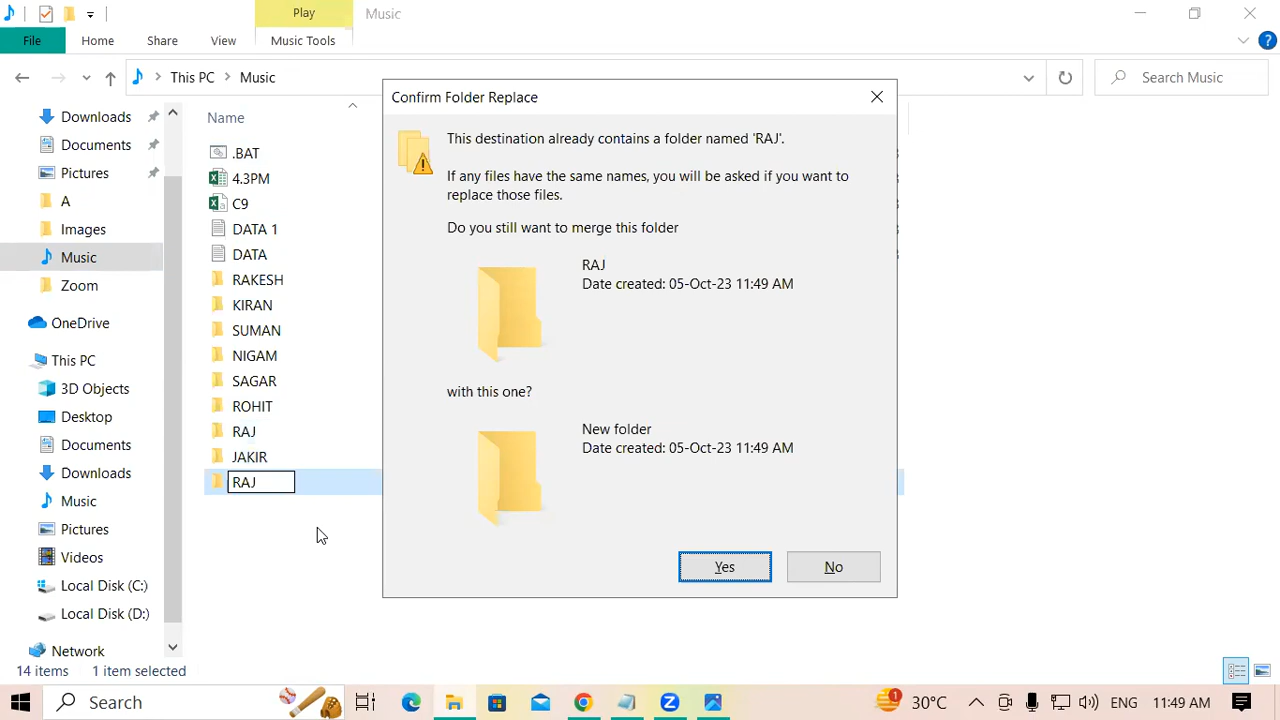 Play
Music
File
Home
Share
View
Music Tools
This PC
Music
Search Music
Downloads
Documents
Pictures
A
Images
Music
Zoom
OneDrive
This PC
3D Objects
Desktop
Documents
Downloads
Music
Pictures
Videos
Local Disk (C:)
Local Disk (D:)
Network
Name
.BAT
4.3PM
C9
DATA 1
DATA
RAKESH
KIRAN
SUMAN
NIGAM
SAGAR
ROHIT
RAJ
JAKIR
RAJ
Confirm Folder Replace
This destination already contains a folder named 'RAJ'.
If any files have the same names, you will be asked if you want to
replace those files.
Do you still want to merge this folder
RAJ
Date created: 05-Oct-23 11:49 AM
with this one?
New folder
Date created: 05-Oct-23 11:49 AM
Yes
No
14 items
1 item selected
Search
1
30°C
ENG
11:49 AM